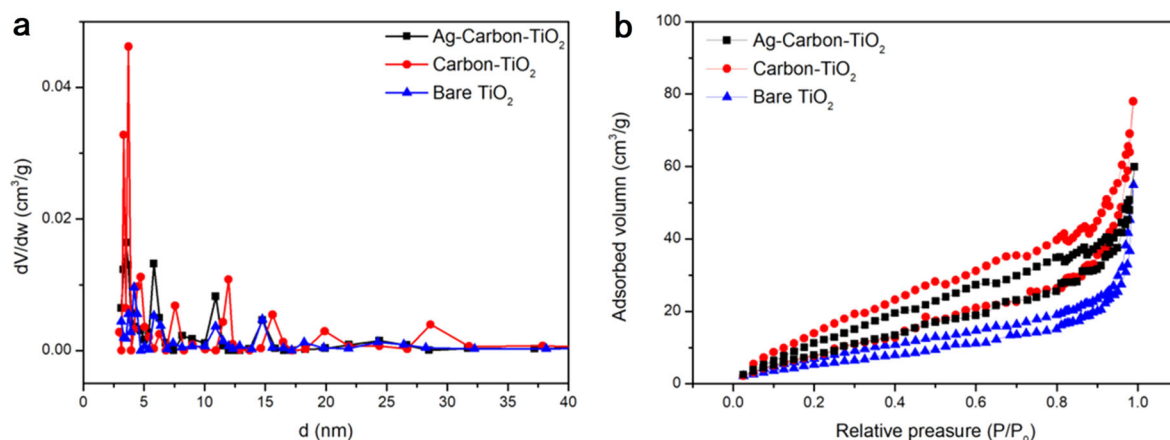 a
Ag-Carbon-TiO₂
Carbon-TiO₂
Bare TiO₂
dV/dw (cm³/g)
0.04
0.02
0.00
0 5 10 15 20 25 30 35 40
d (nm)
b
Ag-Carbon-TiO₂
Carbon-TiO₂
Bare TiO₂
Adsorbed volumn (cm³/g)
100
80
60
40
20
0
0.0 0.2 0.4 0.6 0.8 1.0
Relative preasure (P/P₀)